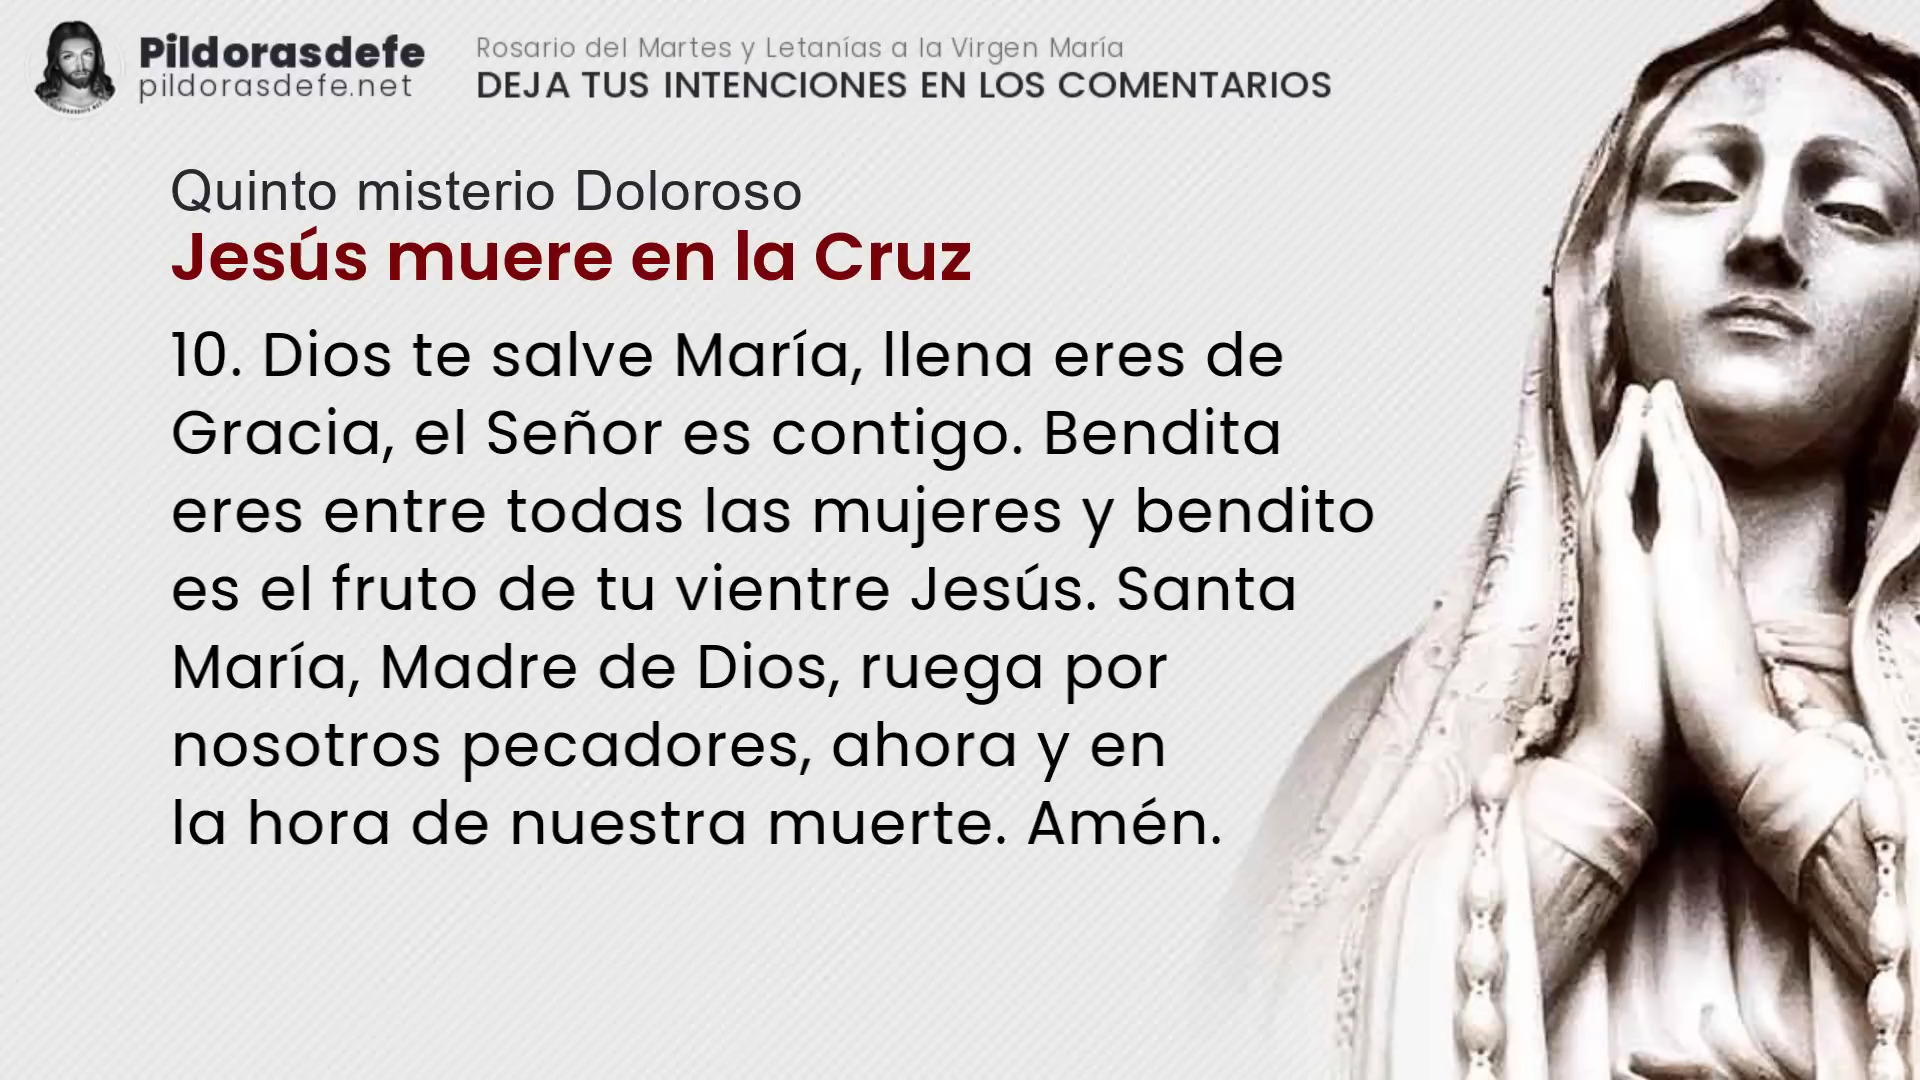 Pildorasdefe
pildorasdefe.net
Rosario del Martes y Letanías a la Virgen María
DEJA TUS INTENCIONES EN LOS COMENTARIOS
Quinto misterio Doloroso
Jesús muere en la Cruz
10. Dios te salve María, llena eres de
Gracia, el Señor es contigo. Bendita
eres entre todas las mujeres y bendito
es el fruto de tu vientre Jesús. Santa
María, Madre de Dios, ruega por
nosotros pecadores, ahora y en
la hora de nuestra muerte. Amén.